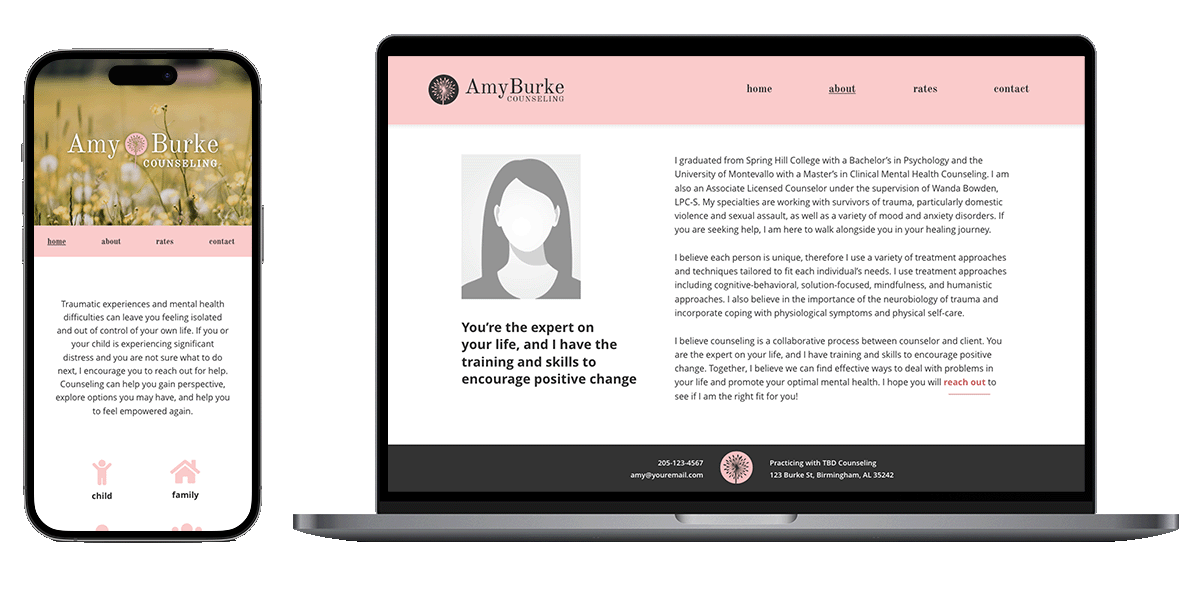 Amy Burke
COUNSELING
home about rates contact
Traumatic experiences and mental health
difficulties can leave you feeling isolated
and out of control of your own life. If you or
your child is experiencing significant
distress and you are not sure what to do
next, I encourage you to reach out for help.
Counseling can help you gain perspective,
explore options you may have, and help you
to feel empowered again.
child family
AmyBurke
COUNSELING
home about rates contact
You're the expert on
your life, and I have the
training and skills to
encourage positive change
I graduated from Spring Hill College with a Bachelor's in Psychology and the
University of Montevallo with a Master's in Clinical Mental Health Counseling. I am
also an Associate Licensed Counselor under the supervision of Wanda Bowden,
LPC-S. My specialties are working with survivors of trauma, particularly domestic
violence and sexual assault, as well as a variety of mood and anxiety disorders. If
you are seeking help, I am here to walk alongside you in your healing journey.
I believe each person is unique, therefore I use a variety of treatment approaches
and techniques tailored to fit each individual's needs. I use treatment approaches
including cognitive-behavioral, solution-focused, mindfulness, and humanistic
approaches. I also believe in the importance of the neurobiology of trauma and
incorporate coping with physiological symptoms and physical self-care.
I believe counseling is a collaborative process between counselor and client. You
are the expert on your life, and I have training and skills to encourage positive
change. Together, I believe we can find effective ways to deal with problems in
your life and promote your optimal mental health. I hope you will reach out to
see if I am the right fit for you!
205-123-4567
amy@youremail.com
Practicing with TBD Counseling
123 Burke St, Birmingham, AL 35242